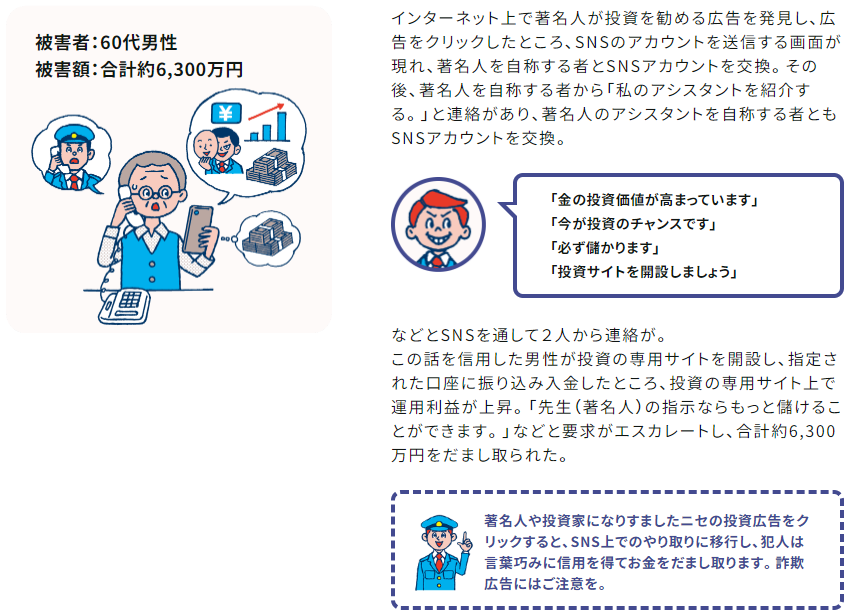 被害者：60代男性
被害額：合計約6,300万円
¥
インターネット上で著名人が投資を勧める広告を発見し、広
告をクリックしたところ、SNSのアカウントを送信する画面が
現れ、著名人を自称する者とSNSアカウントを交換。その
後、著名人を自称する者から「私のアシスタントを紹介す
る。」と連絡があり、著名人のアシスタントを自称する者とも
SNSアカウントを交換。
「金の投資価値が高まっています」
「今が投資のチャンスです」
「必ず儲かります」
「投資サイトを開設しましょう」
などとSNSを通して２人から連絡が。
この話を信用した男性が投資の専用サイトを開設し、指定さ
れた口座に振り込み入金したところ、投資の専用サイト上で
運用利益が上昇。「先生（著名人）の指示ならもっと儲けるこ
とができます。」などと要求がエスカレートし、合計約6,300
万円をだまし取られた。
著名人や投資家になりすましたニセの投資広告をク
リックすると、SNS上でのやり取りに移行し、犯人は
言葉巧みに信用を得てお金をだまし取ります。詐欺
広告にはご注意を。